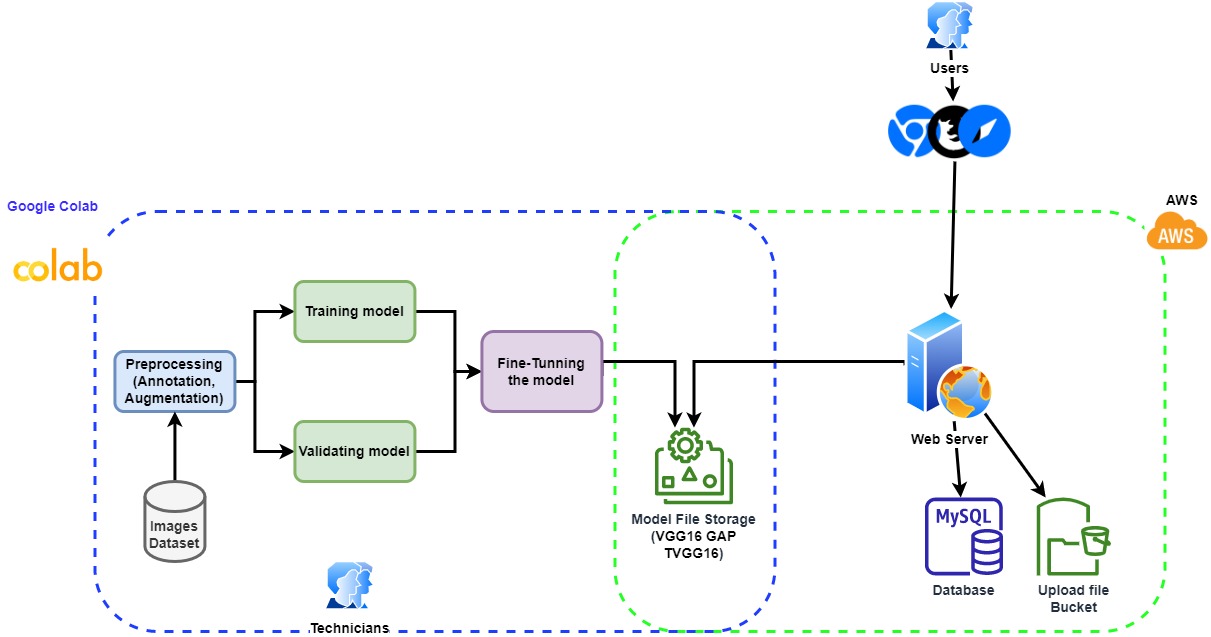 Users
Google Colab
AWS
AWS
colab
Training model
Preprocessing
(Annotation,
Augmentation)
Fine-Tunning
the model
Validating model
Web Server
Images
Dataset
Model File Storage
(VGG16 GAP
TVGG16)
MySQL
Database
Upload file
Bucket
Technicians